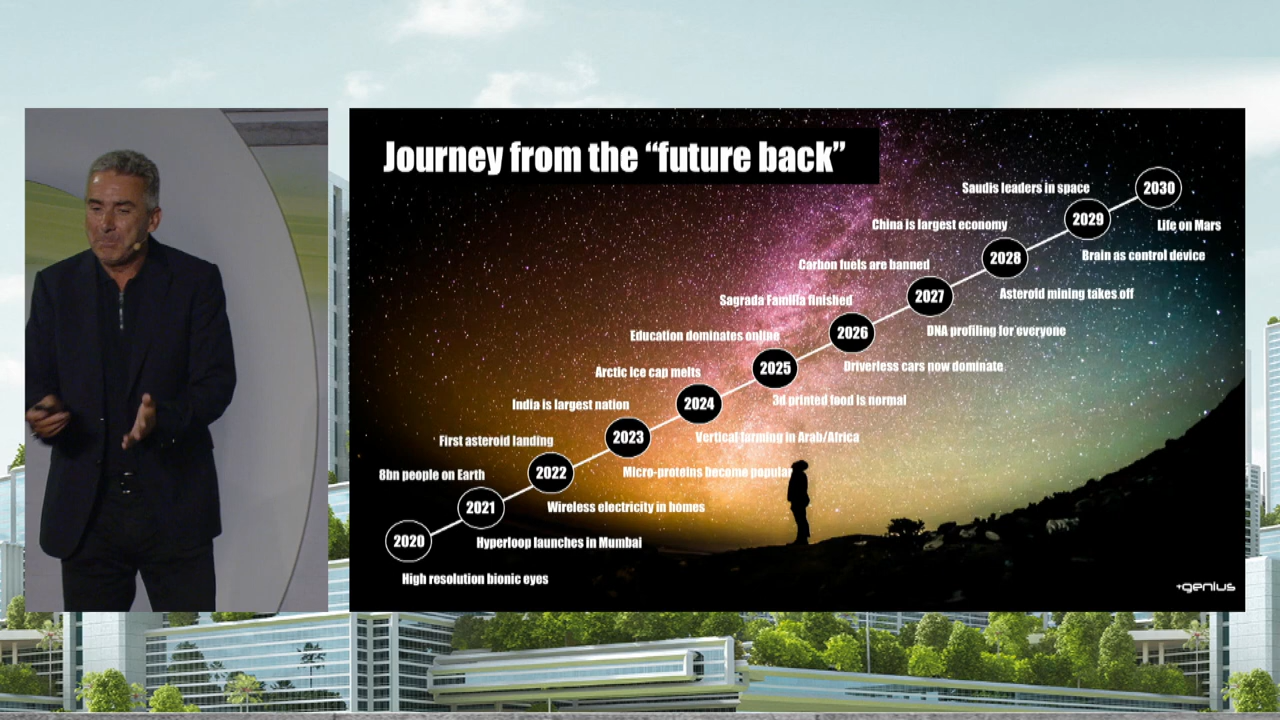 Journey from the “future back”
Saudis leaders in space
2030
2029
Life on Mars
China is largest economy
Brain as control device
2028
Carbon fuels are banned
Asteroid mining takes off
2027
Sagrada Familia finished
DNA profiling for everyone
2026
Education dominates online
Driverless cars now dominate
2025
Arctic ice cap melts
3d printed food is normal
2024
India is largest nation
Vertical farming in Arab/Africa
2023
First asteroid landing
Micro-proteins become popular
2022
8bn people on Earth
Wireless electricity in homes
2021
2020
Hyperloop launches in Mumbai
High resolution bionic eyes
+genius